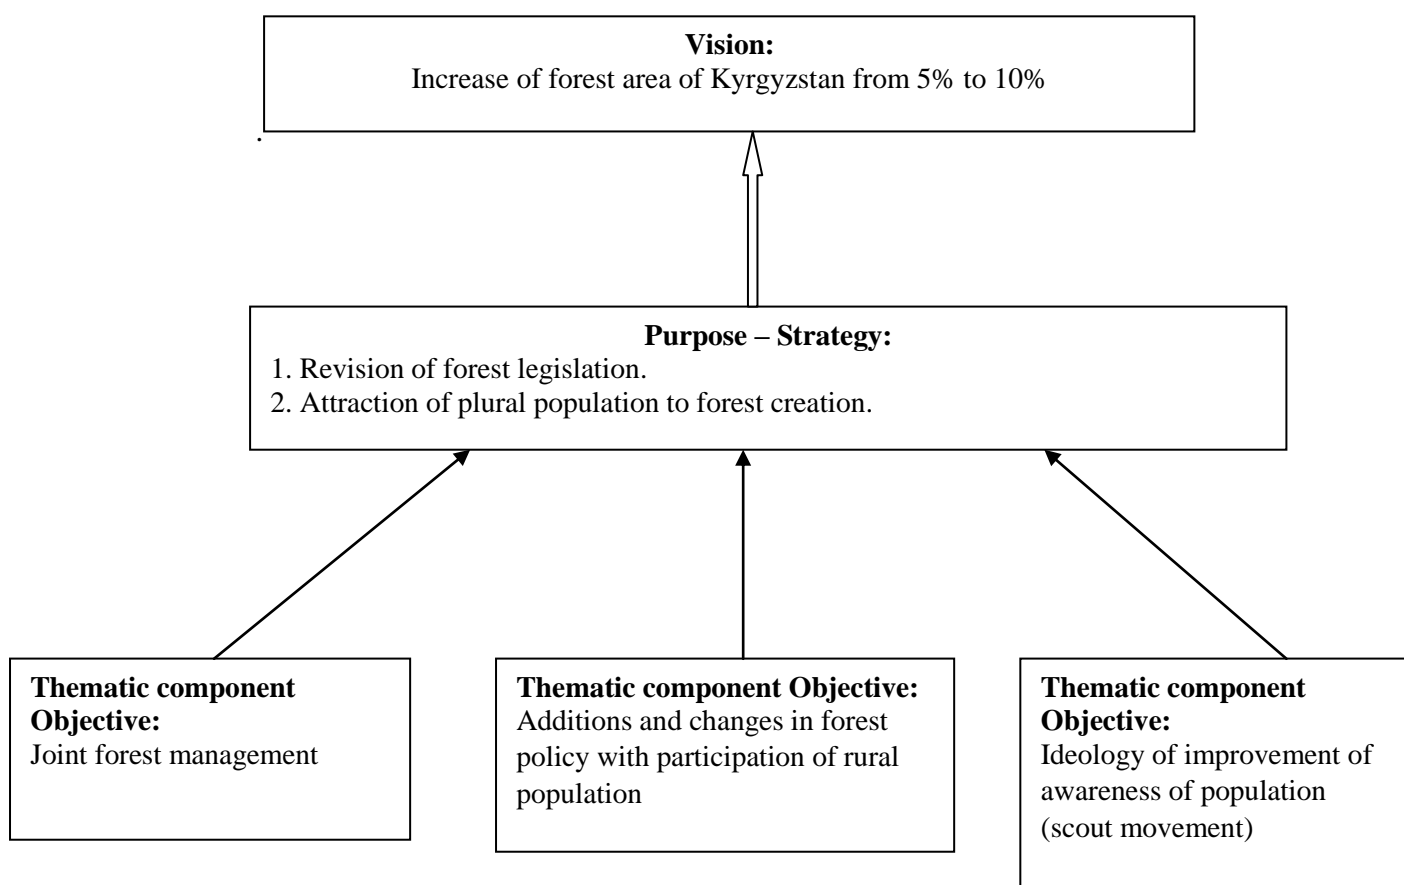 Vision:
Increase of forest area of Kyrgyzstan from 5% to 10%
.
Purpose – Strategy:
1. Revision of forest legislation.
2. Attraction of plural population to forest creation.
Thematic component
Objective:
Joint forest management
Thematic component Objective:
Additions and changes in forest
policy with participation of rural
population
Thematic component
Objective:
Ideology of improvement of
awareness of population
(scout movement)